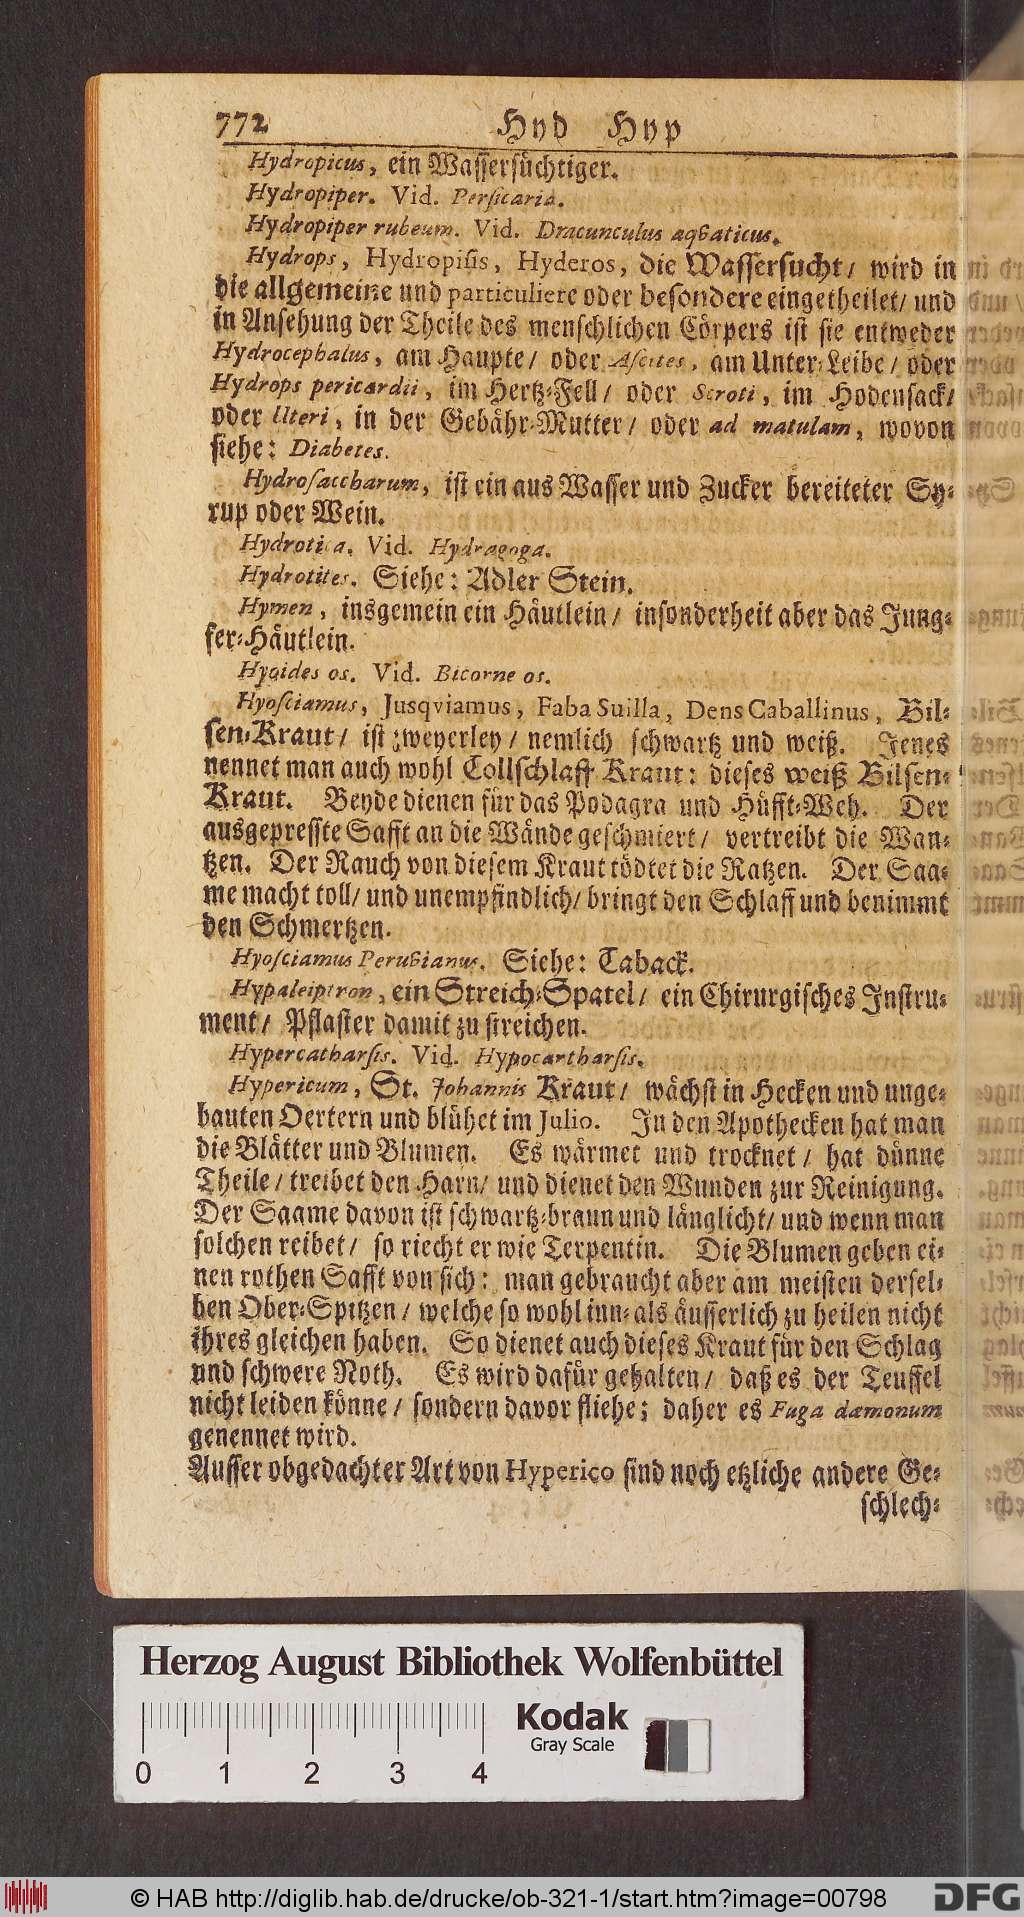 772 Hyd Hyp
Hydropicus, ein Wassersüchtiger.
Hydropiper. Vid. Persicaria.
Hydropiper rubeum. Vid. Dracunculus aqvaticus.
Hydrops, Hydropisis, Hyderos, die Wassersucht/ wird in
die allgemeine und particuliere oder besondere eingetheilet/ und
in Ansehung der Theile des menschlichen Cörpers ist sie entweder
Hydrocephalus, am Haupte/ oder Ascites, am Unter-Leibe/ oder
Hydrops pericardii, im Hertz-Fell/ oder Scroti, im Hodensack/
oder Uteri, in der Gebähr-Mutter/ oder ad matulam, wovon
siehe: Diabetes.
Hydrosaccharum, ist ein aus Wasser und Zucker bereiteter Sy-
rup oder Wein.
Hydrotica. Vid. Hydragoga.
Hydrotites. Siehe: Adler Stein.
Hymen, insgemein ein Häutlein/ insonderheit aber das Jung-
fer-Häutlein.
Hyoides os. Vid. Bicorne os.
Hyosciamus, Jusqviamus, Faba Suilla, Dens Caballinus, Bil-
sen-Kraut/ ist zweyerley/ nemlich schwartz und weiß. Jenes
nennet man auch wohl Tollschlaff Kraut: dieses weiß Bilsen-
Kraut. Beyde dienen für das Podagra und Hüfft-Weh. Der
ausgepresste Safft an die Wände geschmiert/ vertreibt die Wan-
tzen. Der Rauch von diesem Kraut tödtet die Ratzen. Der Saa-
me macht toll/ und unempfindlich/ bringt den Schlaff und benimmt
den Schmertzen.
Hyosciamus Peruvianus. Siehe: Taback.
Hypaleiptron, ein Streich-Spatel/ ein Chirurgisches Instru-
ment/ Pflaster damit zu streichen.
Hypercatharsis. Vid. Hypocartharsis.
Hypericum, St. Johannis Kraut/ wächst in Hecken und unge-
bauten Oertern und blühet im Julio. In den Apothecken hat man
die Blätter und Blumen. Es wärmet und trocknet/ hat dünne
Theile/ treibet den Harn/ und dienet den Wunden zur Reinigung.
Der Saame davon ist schwartz-braun und länglicht/ und wenn man
solchen reibet/ so riecht er wie Terpentin. Die Blumen geben ei-
nen rothen Safft von sich: man gebraucht aber am meisten dersel-
ben Ober-Spitzen/ welche so wohl inn- als äusserlich zu heilen nicht
ihres gleichen haben. So dienet auch dieses Kraut für den Schlag
und schwere Noth. Es wird dafür gehalten/ daß es der Teuffel
nicht leiden könne/ sondern davor fliehe; daher es Fuga dæmonum
genennet wird.
Ausser obgedachter Art von Hyperico sind noch etzliche andere Ge-
schlech-
Herzog August Bibliothek Wolfenbüttel
Kodak
Gray Scale
0 1 2 3 4
© HAB http://diglib.hab.de/drucke/ob-321-1/start.htm?image=00798
DFG